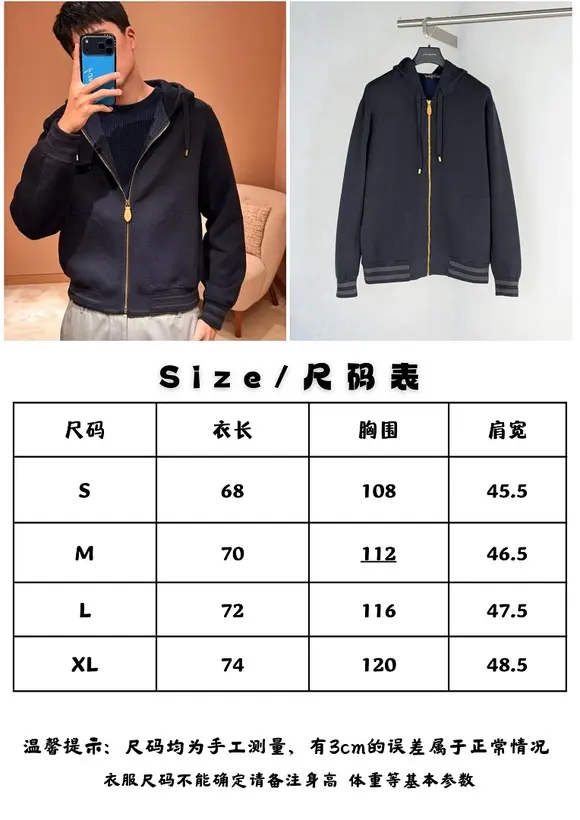 Size/尺码表
尺码 衣长 胸围 肩宽
S 68 108 45.5
M 70 112 46.5
L 72 116 47.5
XL 74 120 48.5
温馨提示：尺码均为手工测量、有3cm的误差属于正常情况
衣服尺码不能确定请备注身高 体重等基本参数